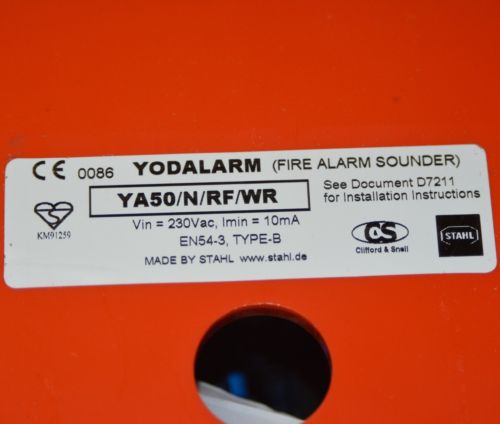 CE 0086 YODALARM (FIRE ALARM SOUNDER)
YA50/N/RF/WR
See Document D7211
for Installation Instructions
Vin = 230Vac, Imin = 10mA
EN54-3, TYPE-B
MADE BY STAHL www.stahl.de
KM91259
CS
Clifford & Snell
STAHL